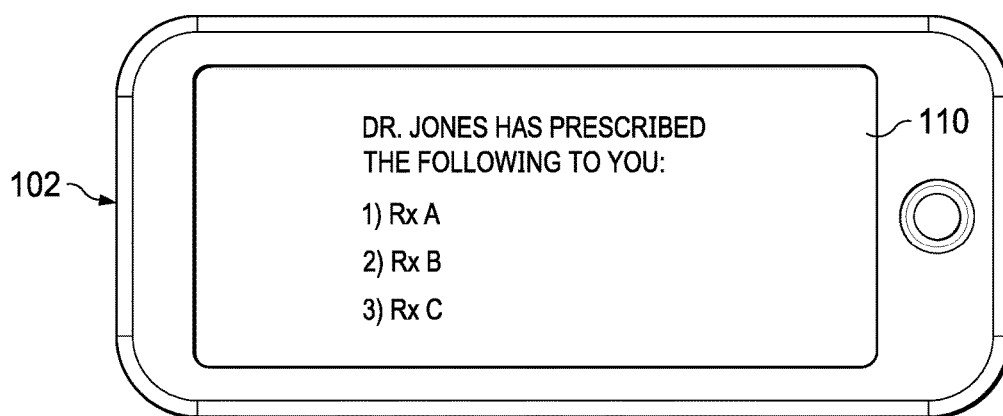 DR. JONES HAS PRESCRIBED
THE FOLLOWING TO YOU:
1) Rx A
2) Rx B
3) Rx C
110
102